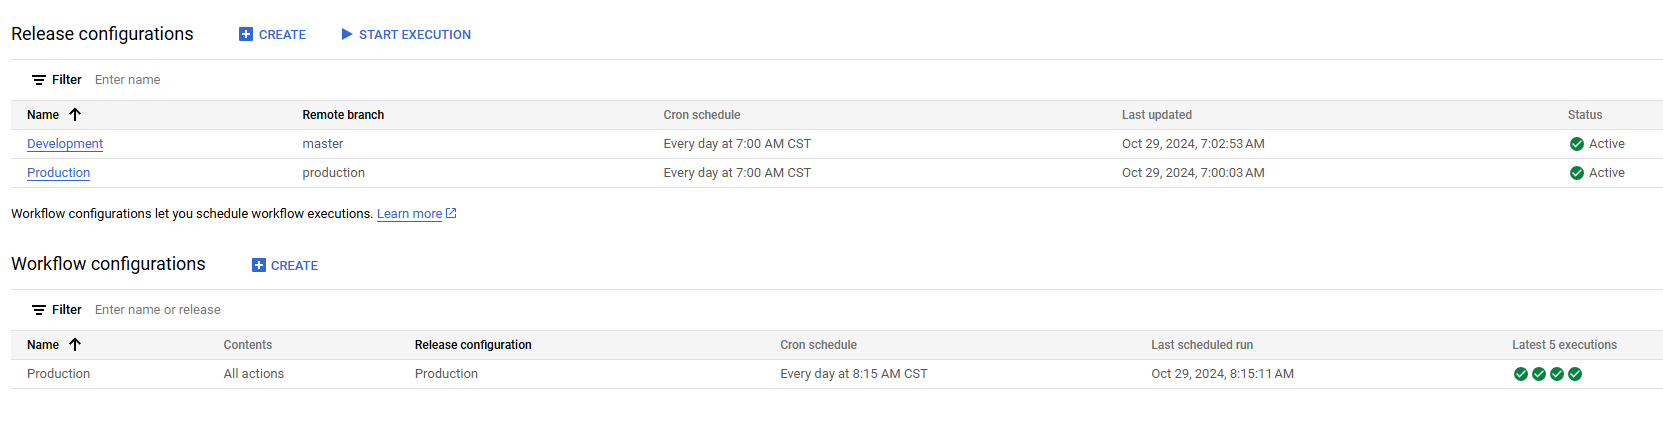 Release configurations CREATE START EXECUTION
Filter Enter name
Name Remote branch Cron schedule Last updated Status
Development master Every day at 7:00 AM CST Oct 29, 2024, 7:02:53 AM Active
Production production Every day at 7:00 AM CST Oct 29, 2024, 7:00:03 AM Active
Workflow configurations let you schedule workflow executions. Learn more
Workflow configurations CREATE
Filter Enter name or release
Name Contents Release configuration Cron schedule Last scheduled run Latest 5 executions
Production All actions Production Every day at 8:15 AM CST Oct 29, 2024, 8:15:11 AM